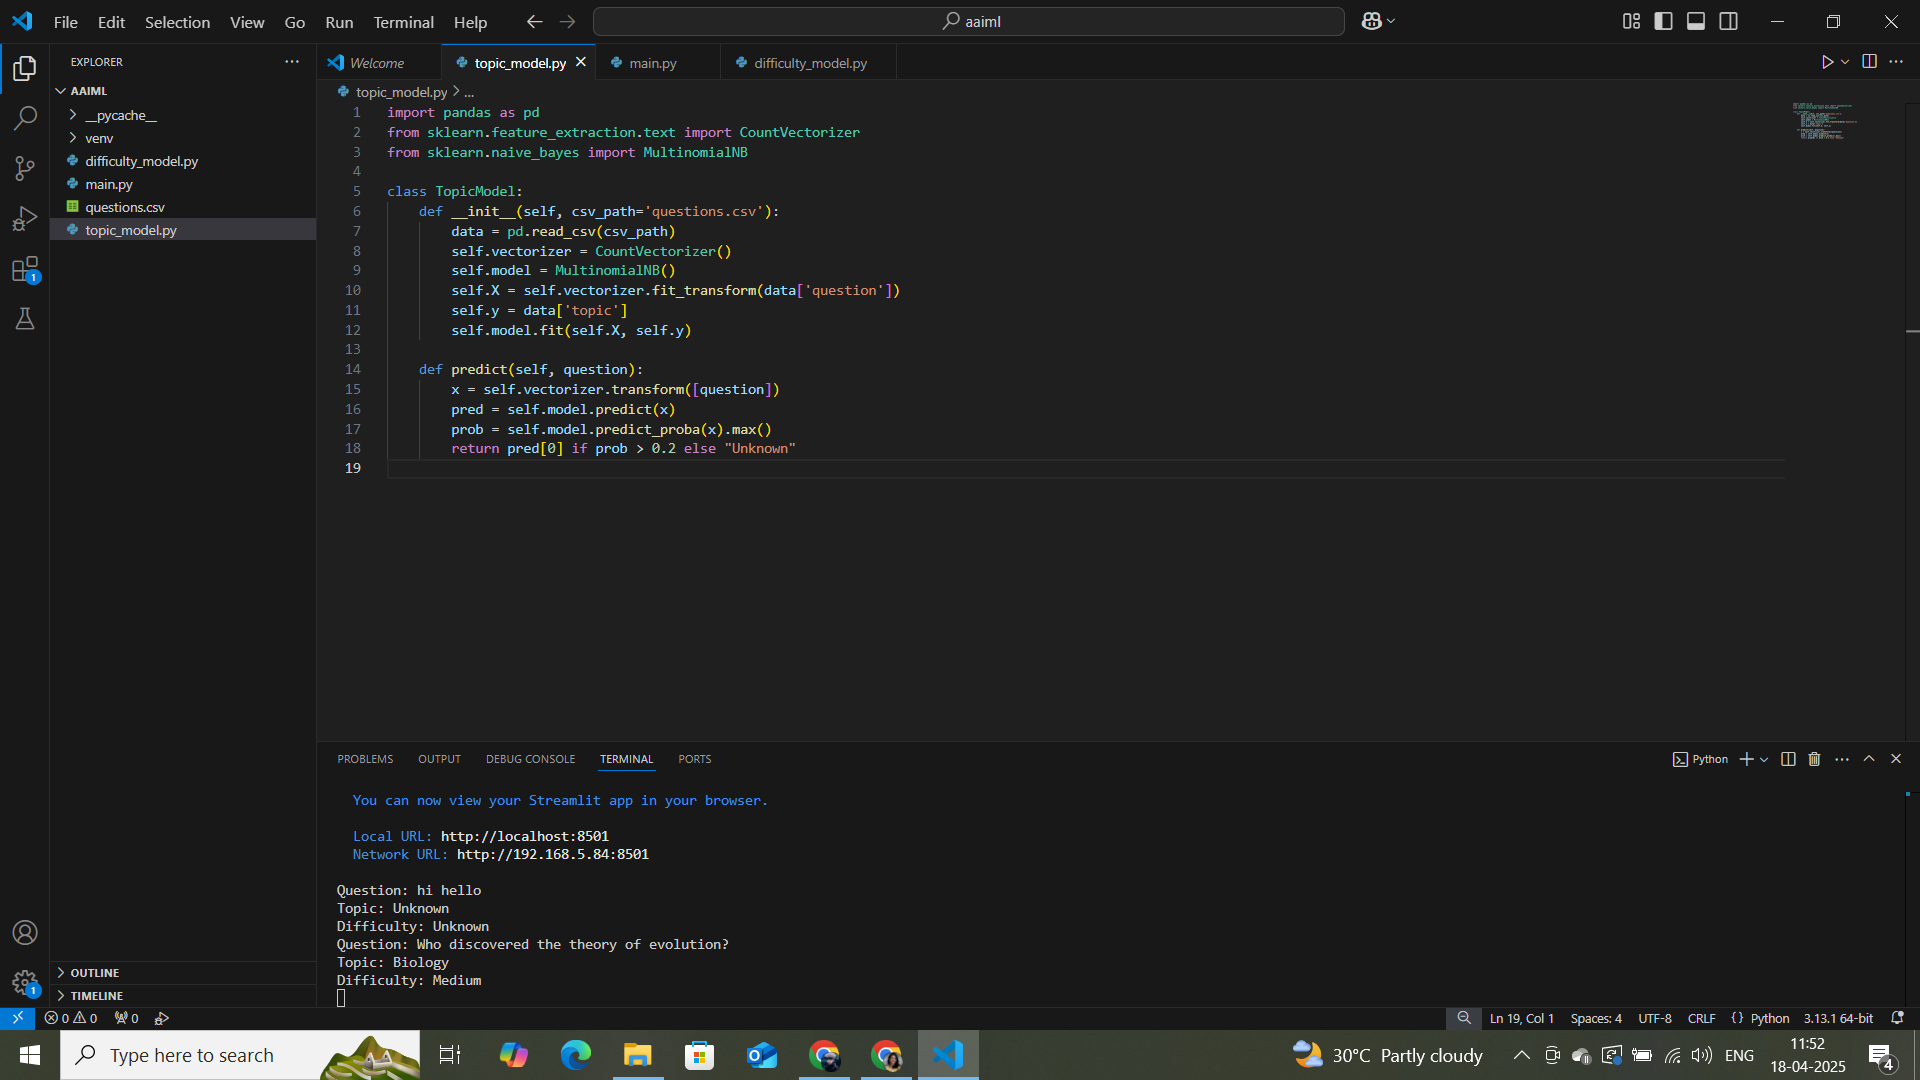 File Edit Selection View Go Run Terminal Help
aaiml
EXPLORER
AAIML
__pycache__
venv
difficulty_model.py
main.py
questions.csv
topic_model.py
OUTLINE
TIMELINE
Welcome topic_model.py main.py difficulty_model.py
topic_model.py > ...
1 import pandas as pd
2 from sklearn.feature_extraction.text import CountVectorizer
3 from sklearn.naive_bayes import MultinomialNB
4
5 class TopicModel:
6 def __init__(self, csv_path='questions.csv'):
7 data = pd.read_csv(csv_path)
8 self.vectorizer = CountVectorizer()
9 self.model = MultinomialNB()
10 self.X = self.vectorizer.fit_transform(data['question'])
11 self.y = data['topic']
12 self.model.fit(self.X, self.y)
13
14 def predict(self, question):
15 x = self.vectorizer.transform([question])
16 pred = self.model.predict(x)
17 prob = self.model.predict_proba(x).max()
18 return pred[0] if prob > 0.2 else "Unknown"
19
PROBLEMS OUTPUT DEBUG CONSOLE TERMINAL PORTS
Python
You can now view your Streamlit app in your browser.
Local URL: http://localhost:8501
Network URL: http://192.168.5.84:8501
Question: hi hello
Topic: Unknown
Difficulty: Unknown
Question: Who discovered the theory of evolution?
Topic: Biology
Difficulty: Medium
1
1
0 0 0
Ln 19, Col 1 Spaces: 4 UTF-8 CRLF {} Python 3.13.1 64-bit
Type here to search
30°C Partly cloudy
ENG
11:52
18-04-2025
4